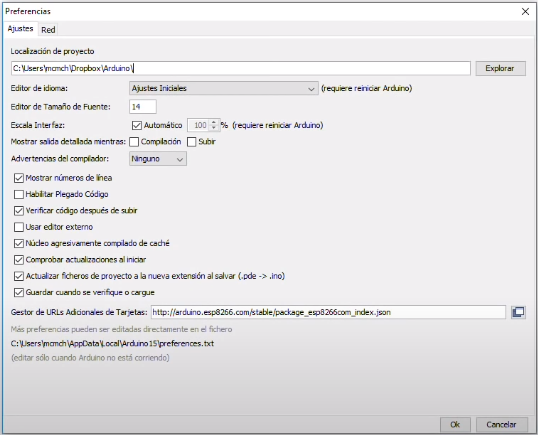 Preferencias
Ajustes Red
Localización de proyecto
C:\Users\mcmch\Dropbox\Arduino\
Explorar
Editor de idioma: Ajustes Iniciales (requiere reiniciar Arduino)
Editor de Tamaño de Fuente: 14
Escala Interfaz: Automático 100 % (requiere reiniciar Arduino)
Mostrar salida detallada mientras: Compilación Subir
Advertencias del compilador: Ninguno
Mostrar números de línea
Habilitar Plegado Código
Verificar código después de subir
Usar editor externo
Núcleo agresivamente compilado de caché
Comprobar actualizaciones al iniciar
Actualizar ficheros de proyecto a la nueva extensión al salvar (.pde -> .ino)
Guardar cuando se verifique o cargue
Gestor de URLs Adicionales de Tarjetas: http://arduino.esp8266.com/stable/package_esp8266com_index.json
Más preferencias pueden ser editadas directamente en el fichero
C:\Users\mcmch\AppData\Local\Arduino15\preferences.txt
(editar sólo cuando Arduino no está corriendo)
Ok Cancelar